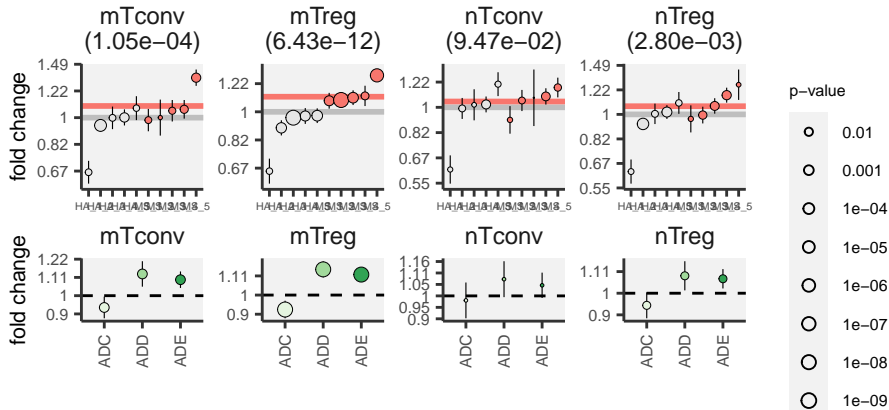 mTconv mTreg nTconv nTreg
(1.05e−04) (6.43e−12) (9.47e−02) (2.80e−03)
fold change
1.49
1.22
1
0.82
0.67
1.22
1
0.82
0.67
1.22
1
0.82
0.67
0.55
1.49
1.22
1
0.82
0.67
0.55
mTconv mTreg nTconv nTreg
fold change
1.22
1.11
1
0.9
1.11
1
0.9
1.16
1.11
1.05
1
0.95
0.9
1.11
1
0.9
ADC ADD ADE ADC ADD ADE ADC ADD ADE ADC ADD ADE
p−value
0.01
0.001
1e−04
1e−05
1e−06
1e−07
1e−08
1e−09